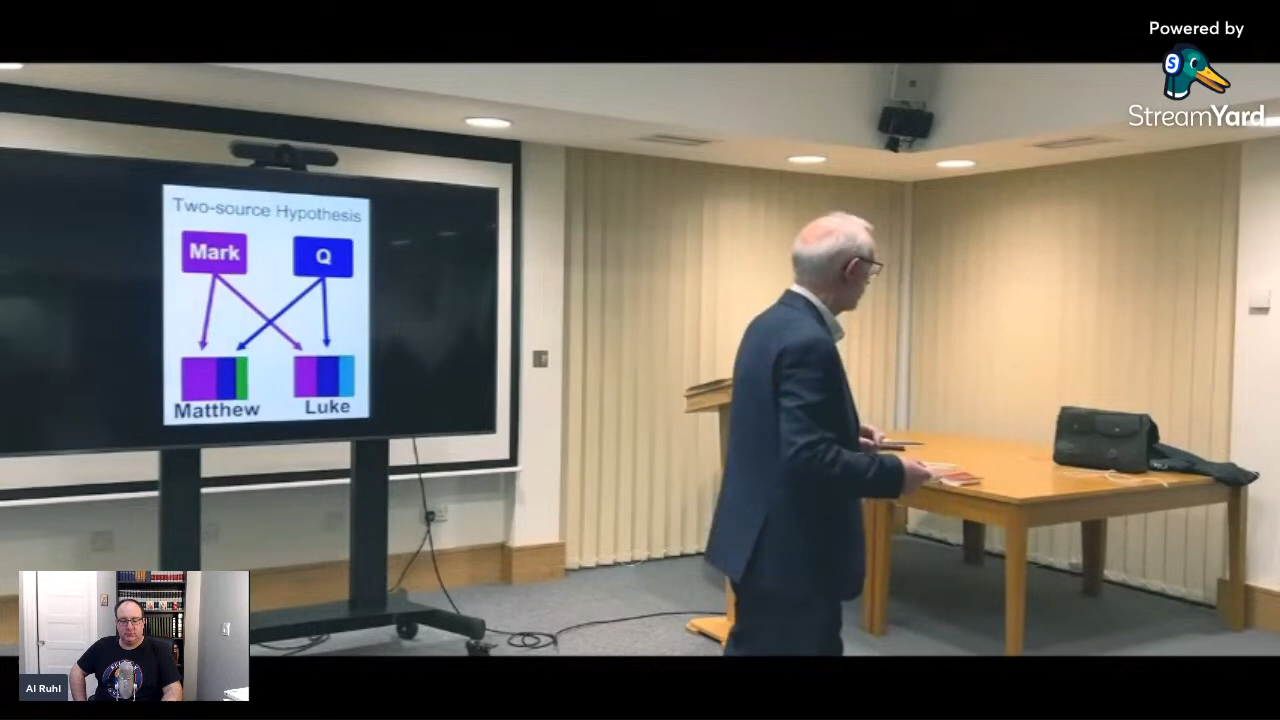 Powered by
StreamYard
Two-source Hypothesis
Mark
Q
Matthew
Luke
Al Ruhl